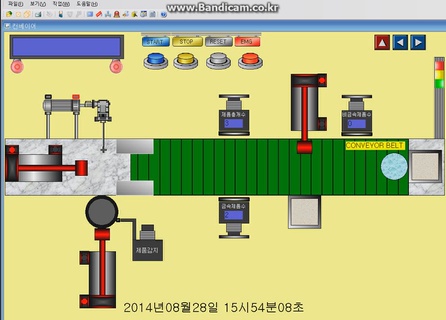 www.Bandicam.co.kr
파일(F) 보기(V) 작업(W) 도움말(H)
컨베이어
START STOP RESET EMG
제품총계수
비금속제품수
CONVEYOR BELT
금속제품수
제품감지
2014년08월28일 15시54분08초